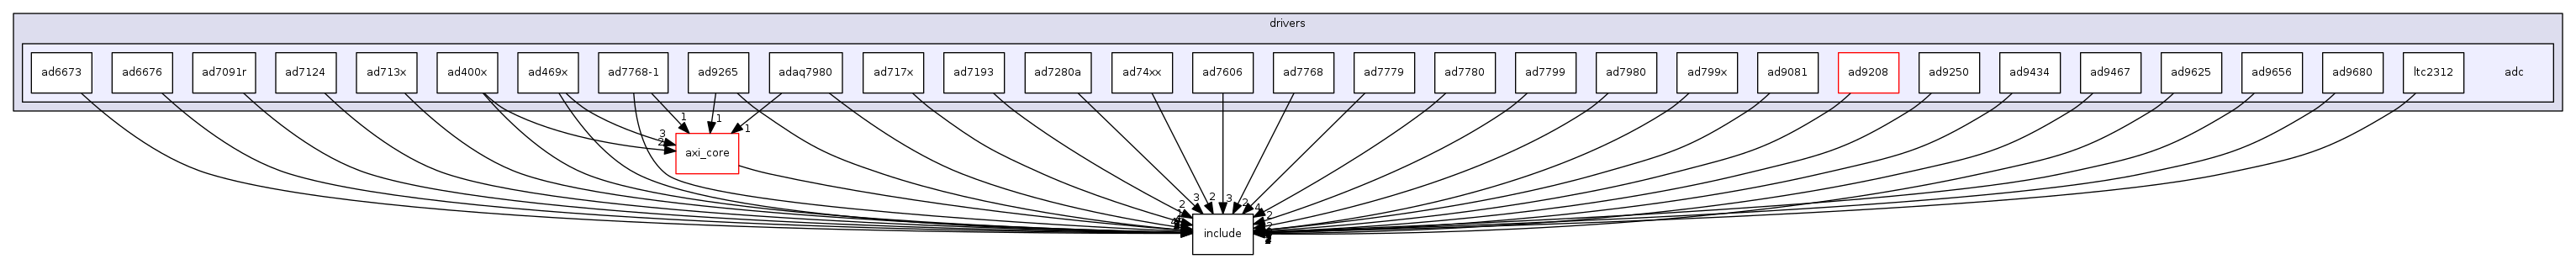 drivers
ad6673 ad6676 ad7091r ad7124 ad713x ad400x ad469x ad7768-1 ad9265 adaq7980 ad717x ad7193 ad7280a ad74xx ad7606 ad7768 ad7779 ad7780 ad7799 ad7980 ad799x ad9081 ad9208 ad9250 ad9434 ad9467 ad9625 ad9656 ad9680 ltc2312 adc
1 1 1
3
2
axi_core
2 3 2 3 2 4 2
include